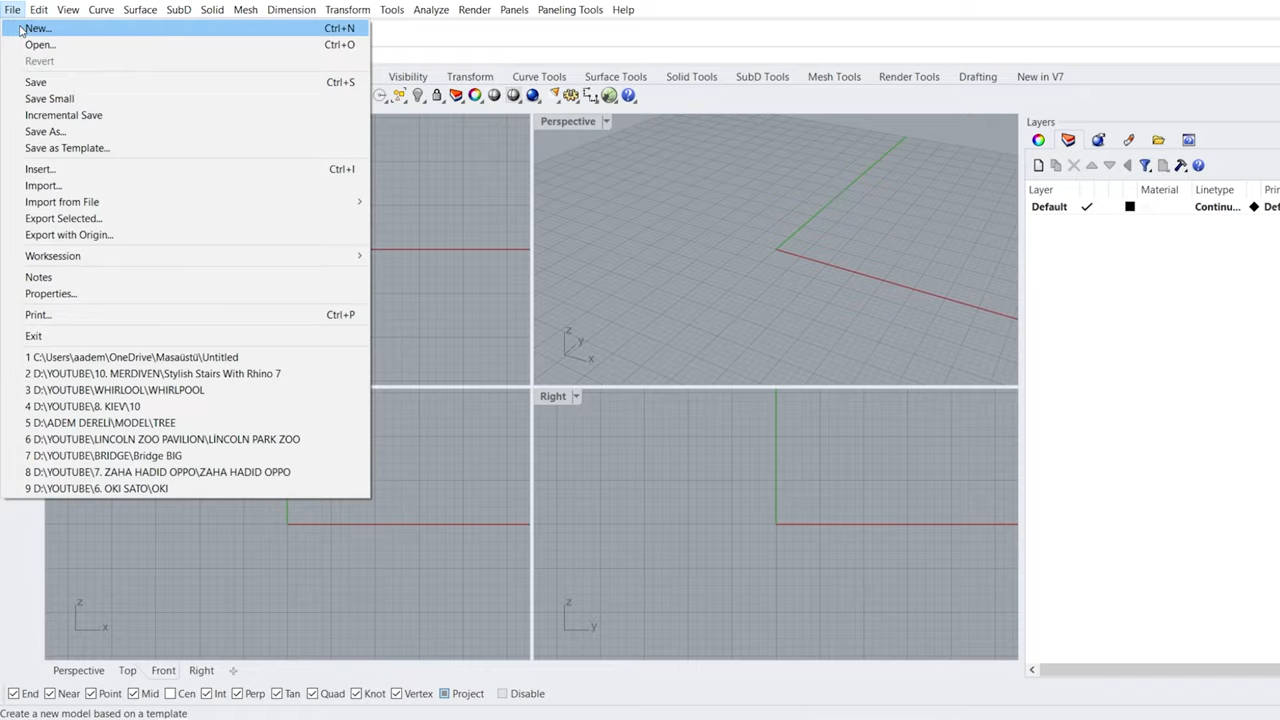 File Edit View Curve Surface SubD Solid Mesh Dimension Transform Tools Analyze Render Panels Paneling Tools Help
New... Ctrl+N
Open... Ctrl+O
Revert
Save Ctrl+S
Save Small
Incremental Save
Save As...
Save as Template...
Insert... Ctrl+I
Import...
Import from File
Export Selected...
Export with Origin...
Worksession
Notes
Properties...
Print... Ctrl+P
Exit
1 C:\Users\aadem\OneDrive\Masaüstü\Untitled
2 D:\YOUTUBE\10. MERDIVEN\Stylish Stairs With Rhino 7
3 D:\YOUTUBE\WHIRLOOL\WHIRLPOOL
4 D:\YOUTUBE\8. KIEV\10
5 D:\ADEM DERELİ\MODEL\TREE
6 D:\YOUTUBE\LINCOLN ZOO PAVILION\LİNCOLN PARK ZOO
7 D:\YOUTUBE\BRIDGE\Bridge BIG
8 D:\YOUTUBE\7. ZAHA HADID OPPO\ZAHA HADID OPPO
9 D:\YOUTUBE\6. OKI SATO\OKI
Visibility Transform Curve Tools Surface Tools Solid Tools SubD Tools Mesh Tools Render Tools Drafting New in V7
Perspective
z
y
x
Right
z
x
z
y
Layers
Layer Material Linetype Prin
Default Continu... Def
Perspective Top Front Right
End Near Point Mid Cen Int Perp Tan Quad Knot Vertex Project Disable
Create a new model based on a template